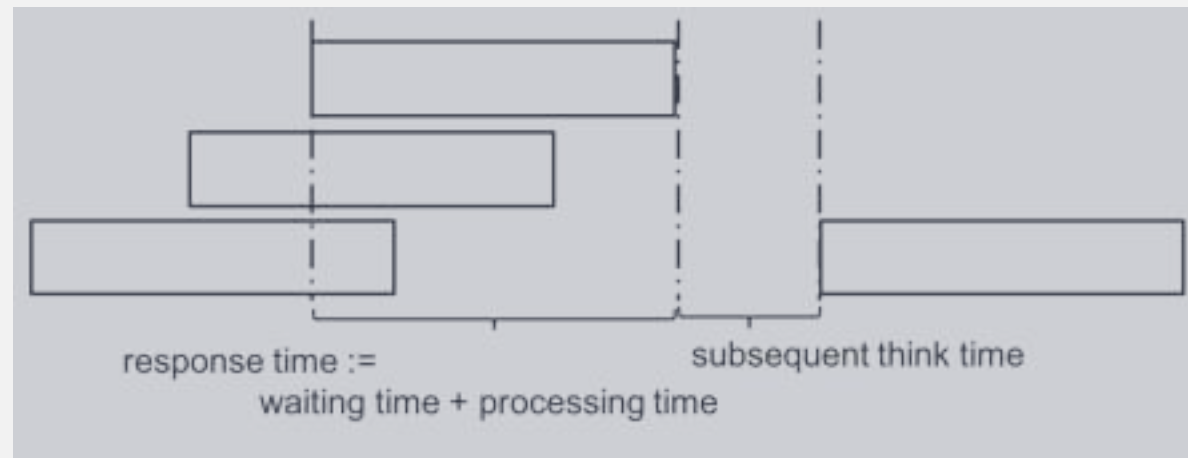 response time :=
waiting time + processing time
subsequent think time